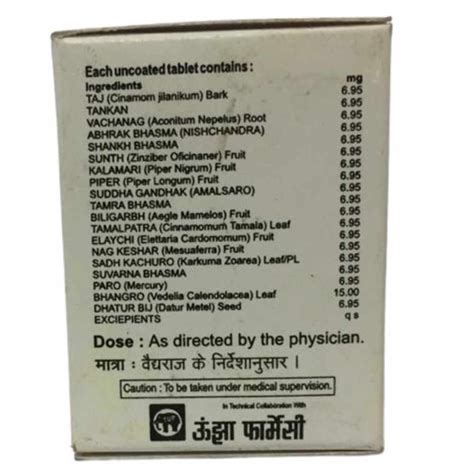 Each uncoated tablet contains :
Ingredients mg
TAJ (Cinamom jilanikum) Bark 6.95
TANKAN 6.95
VACHANAG (Aconitum Nepelus) Root 6.95
ABHRAK BHASMA (NISHCHANDRA) 6.95
SHANKH BHASMA 6.95
SUNTH (Zinziber Oficinaner) Fruit 6.95
KALAMARI (Piper Nigrum) Fruit 6.95
PIPER (Piper Longum) Fruit 6.95
SUDDHA GANDHAK (AMALSARO) 6.95
TAMRA BHASMA 6.95
BILIGARBH (Aegle Mamelos) Fruit 6.95
TAMALPATRA (Cinnamomum Tamala) Leaf 6.95
ELAYCHI (Elettaria Cardomomum) Fruit 6.95
NAG KESHAR (Mesuaferra) Fruit 6.95
SADH KACHURO (Karkuma Zoarea) Leaf/PL 6.95
SUVARNA BHASMA 6.95
PARO (Mercury) 6.95
BHANGRO (Vedelia Calendolacea) Leaf 15.00
DHATUR BIJ (Datur Metel) Seed 6.95
EXCIEPIENTS q s
Dose : As directed by the physician.
मात्रा : वैद्यराज के निर्देशानुसार ।
Caution : To be taken under medical supervision.
In Technical Collaboration With
ऊंझा फार्मेसी